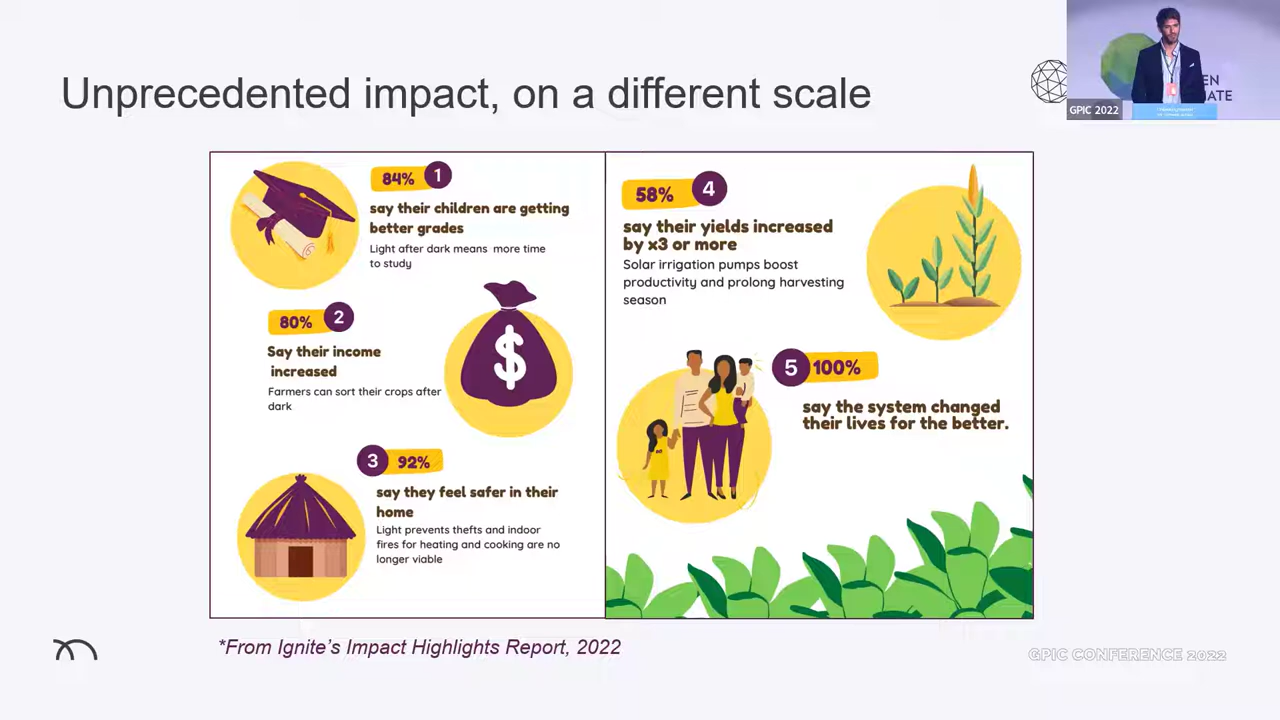 Unprecedented impact, on a different scale
GPIC 2022
84% 1
say their children are getting
better grades
Light after dark means more time
to study
80% 2
Say their income
increased
Farmers can sort their crops after
dark
3 92%
say they feel safer in their
home
Light prevents thefts and indoor
fires for heating and cooking are no
longer viable
58% 4
say their yields increased
by x3 or more
Solar irrigation pumps boost
productivity and prolong harvesting
season
5 100%
say the system changed
their lives for the better.
*From Ignite's Impact Highlights Report, 2022
GPIC CONFERENCE 2022